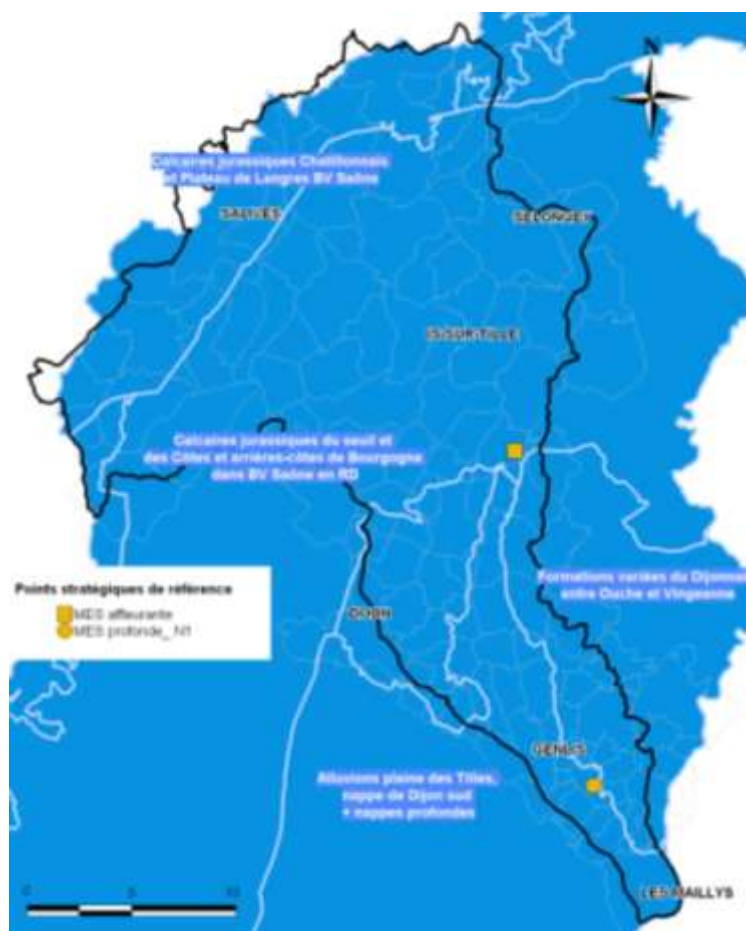 N
Calcaires jurassiques Chatillonnais
et Plateau de Langres BV Saône
SALIVES
SELONGEY
IS-SUR-TILLE
Calcaires jurassiques du seuil et
des Côtes et arrières-côtes de Bourgogne
dans BV Saône en RD
Formations variées du Dijonnais
entre Ouche et Vingeanne
Points stratégiques de référence
MES affleurante
MES profonde_ N1
DIJON
GENLIS
Alluvions plaine des Tilles,
nappe de Dijon sud
+ nappes profondes
LES MAILLYS
0 5 10